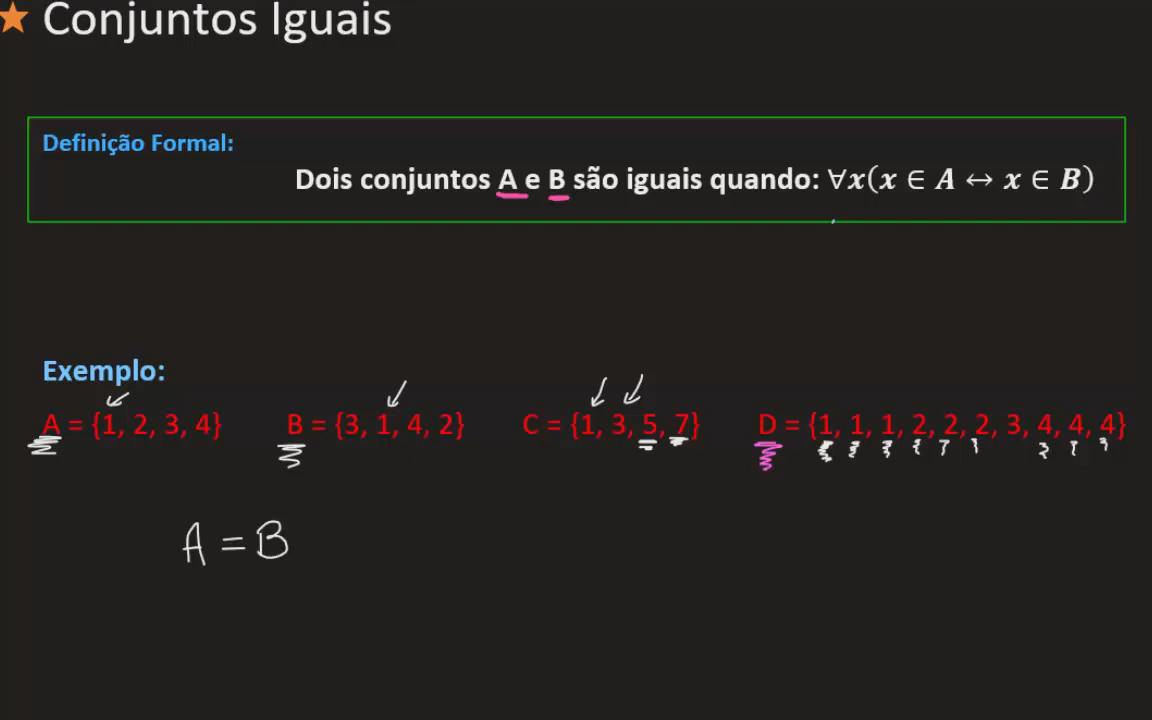 Conjuntos Iguais
Definição Formal:
Dois conjuntos A e B são iguais quando: ∀x(x ∈ A ↔ x ∈ B)
Exemplo:
A = {1, 2, 3, 4} B = {3, 1, 4, 2} C = {1, 3, 5, 7} D = {1, 1, 1, 2, 2, 2, 3, 4, 4, 4}
A = B